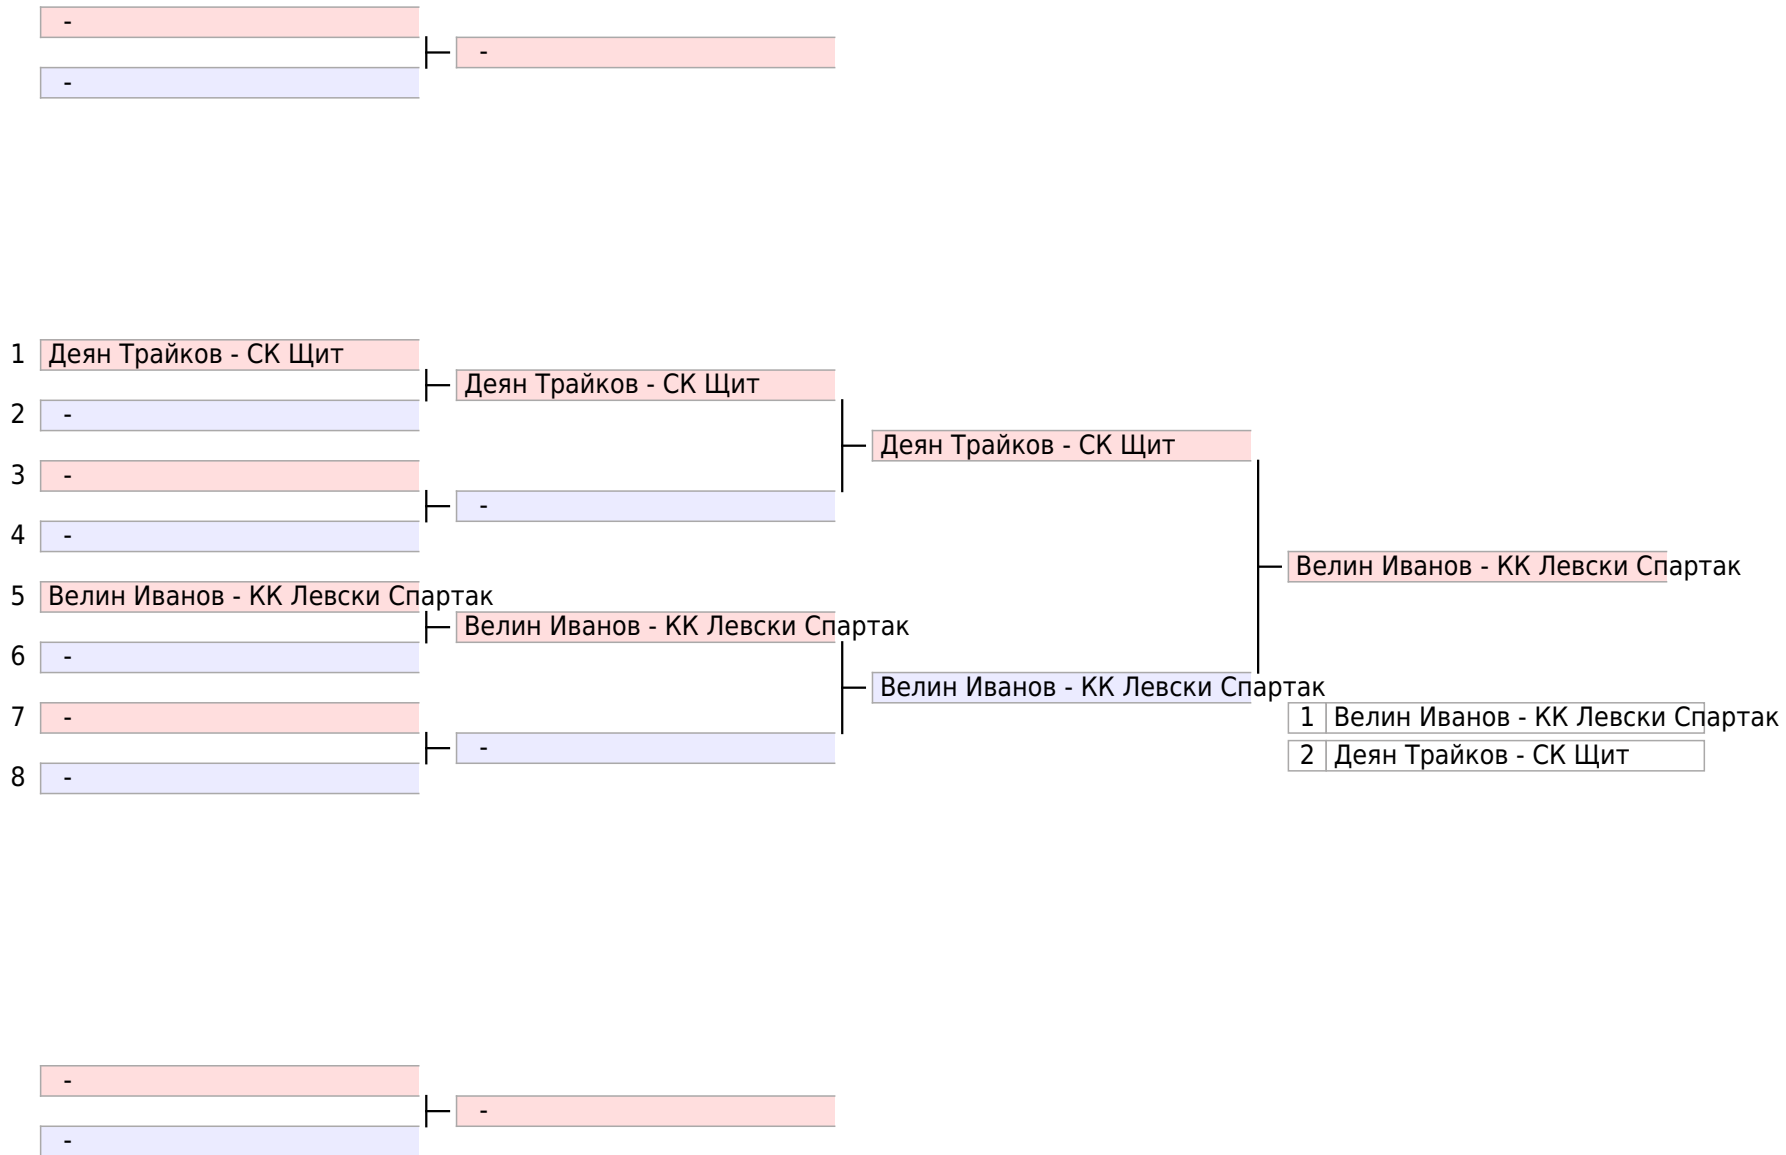 -
-
-
1 Деян Трайков - СК Щит
Деян Трайков - СК Щит
2 -
Деян Трайков - СК Щит
3 -
-
4 -
Велин Иванов - КК Левски Спартак
5 Велин Иванов - КК Левски Спартак
Велин Иванов - КК Левски Спартак
6 -
Велин Иванов - КК Левски Спартак
7 -
1 Велин Иванов - КК Левски Спартак
-
2 Деян Трайков - СК Щит
8 -
-
-
-